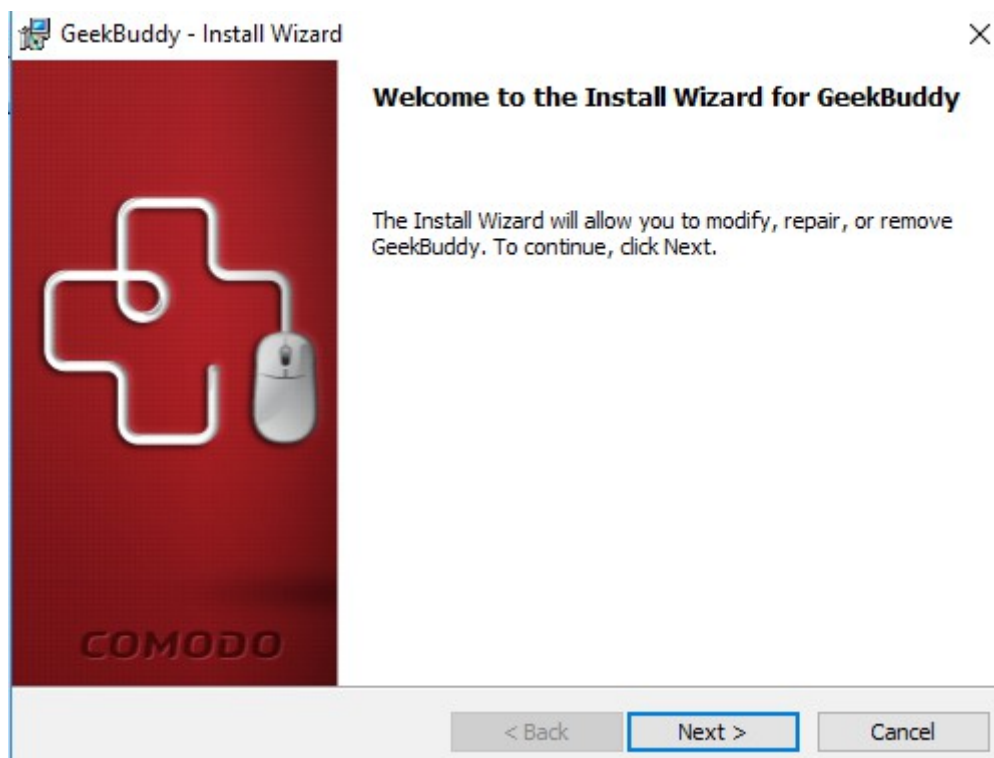 GeekBuddy - Install Wizard
Welcome to the Install Wizard for GeekBuddy
The Install Wizard will allow you to modify, repair, or remove
GeekBuddy. To continue, click Next.
COMODO
< Back Next > Cancel